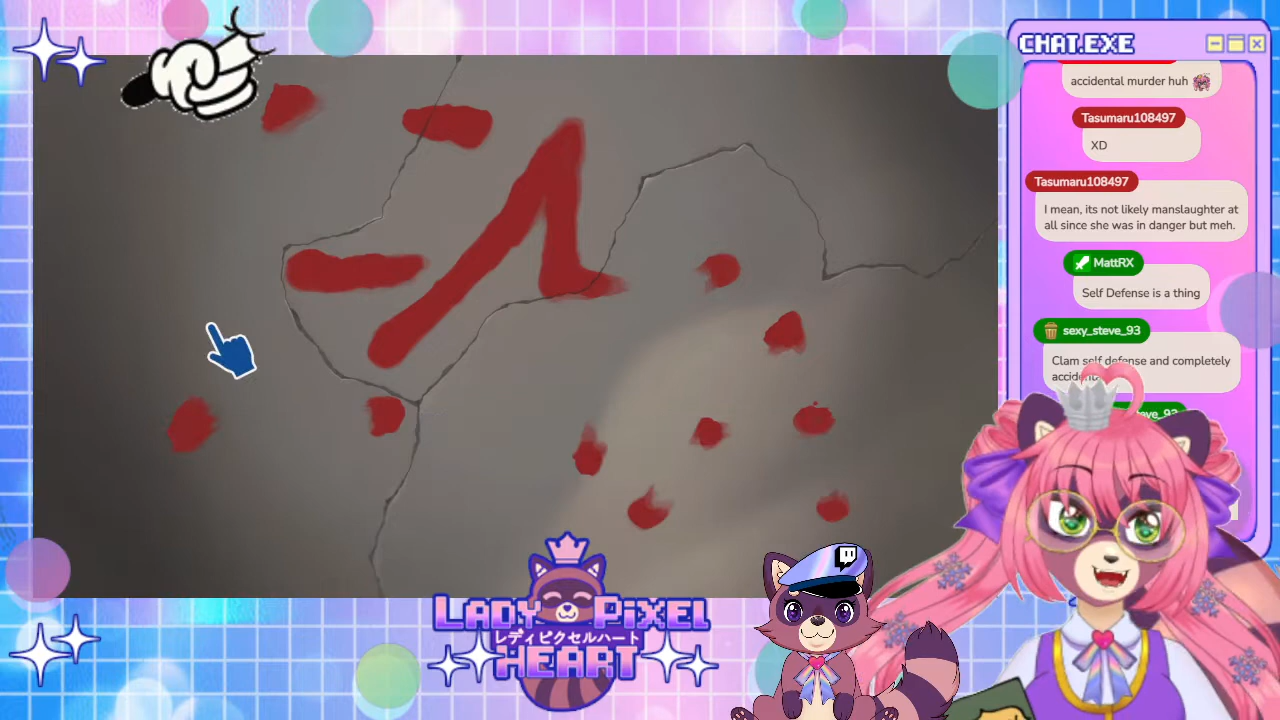 CHAT.EXE
accidental murder huh
Tasumaru108497
XD
Tasumaru108497
I mean, its not likely manslaughter at
all since she was in danger but meh.
MattRX
Self Defense is a thing
sexy_steve_93
Clam self defense and completely
LADY PIXEL
レディピクセルハート
HEART